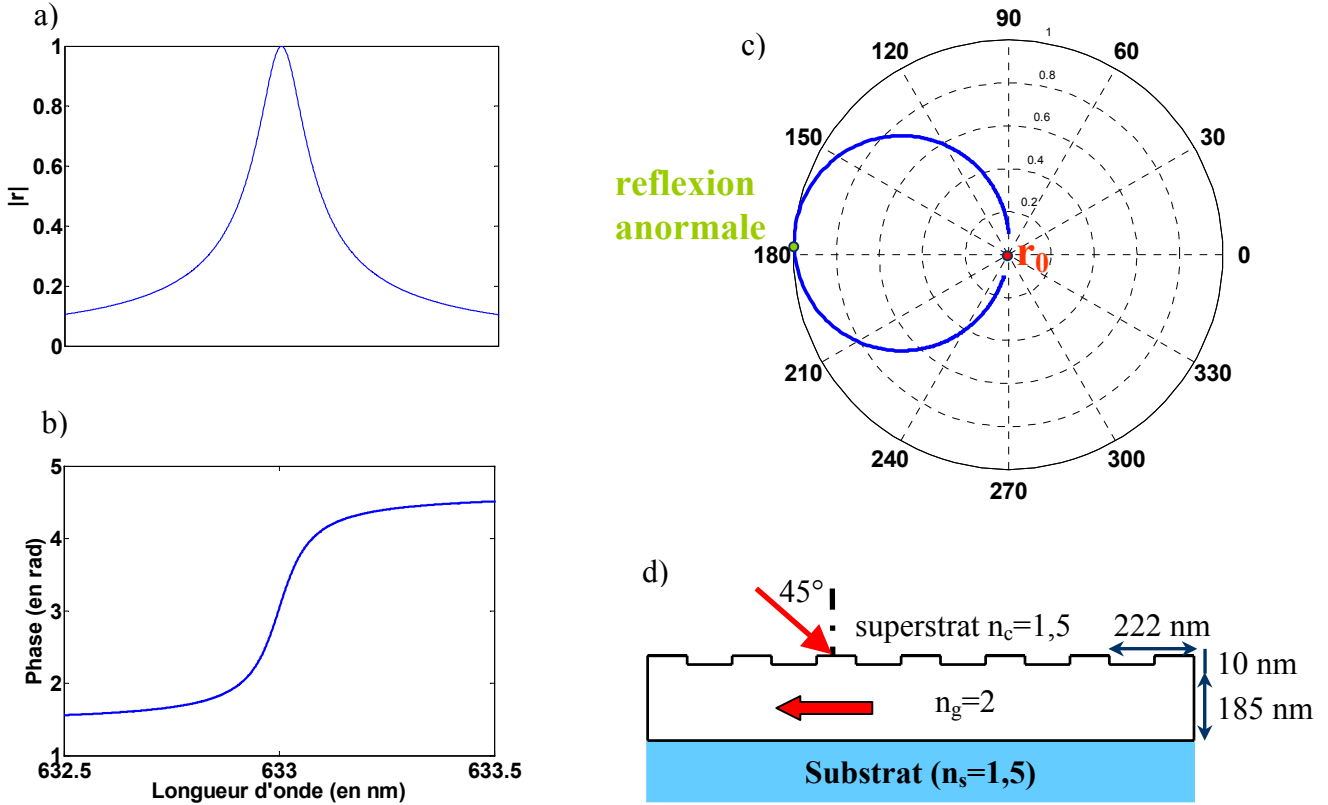 a)
1
0.8
0.6
0.4
0.2
0
|r|
b)
5
4
3
2
1
Phase (en rad)
632.5
633
633.5
Longueur d'onde (en nm)
c)
90
60
30
0
330
300
270
240
210
180
150
120
1
0.8
0.6
0.4
0.2
reflexion
anormale
r0
d)
45°
superstrat nc=1,5
222 nm
10 nm
ng=2
185 nm
Substrat (ns=1,5)